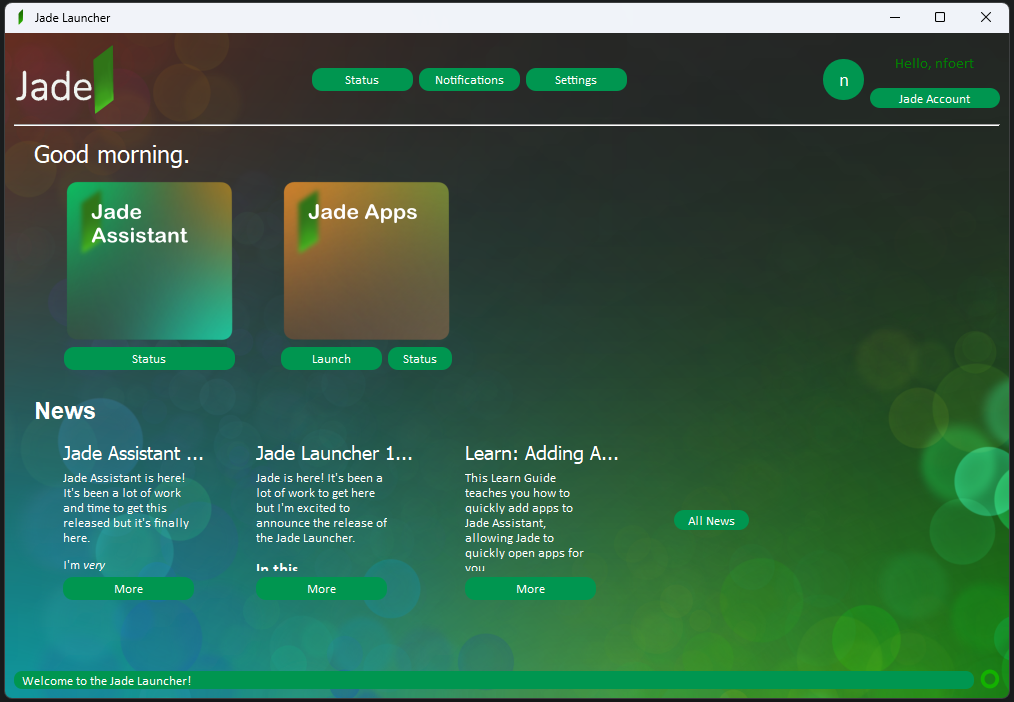 Jade Launcher
Jade
Status
Notifications
Settings
n
Hello, nfoert
Jade Account
Good morning.
Jade
Assistant
Jade Apps
Status
Launch
Status
News
Jade Assistant ...
Jade Assistant is here!
It's been a lot of work
and time to get this
released but it's finally
here.
I'm very
More
Jade Launcher 1...
Jade is here! It's been a
lot of work to get here
but I'm excited to
announce the release of
the Jade Launcher.
In this
More
Learn: Adding A...
This Learn Guide
teaches you how to
quickly add apps to
Jade Assistant,
allowing Jade to
quickly open apps for
you
More
All News
Welcome to the Jade Launcher!